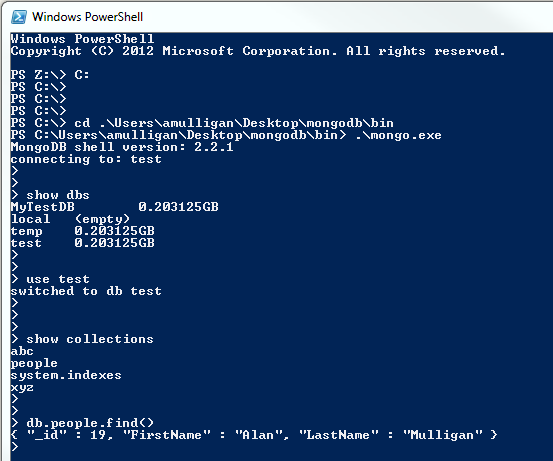 Windows PowerShell
Windows PowerShell
Copyright (C) 2012 Microsoft Corporation. All rights reserved.
PS Z:\> C:
PS C:\>
PS C:\>
PS C:\>
PS C:\> cd .\Users\amulligan\Desktop\mongodb\bin
PS C:\Users\amulligan\Desktop\mongodb\bin> .\mongo.exe
MongoDB shell version: 2.2.1
connecting to: test
>
>
> show dbs
MyTestDB 0.203125GB
local (empty)
temp 0.203125GB
test 0.203125GB
>
>
> use test
switched to db test
>
>
>
> show collections
abc
people
system.indexes
xyz
>
>
> db.people.find()
{ "_id" : 19, "FirstName" : "Alan", "LastName" : "Mulligan" }
>